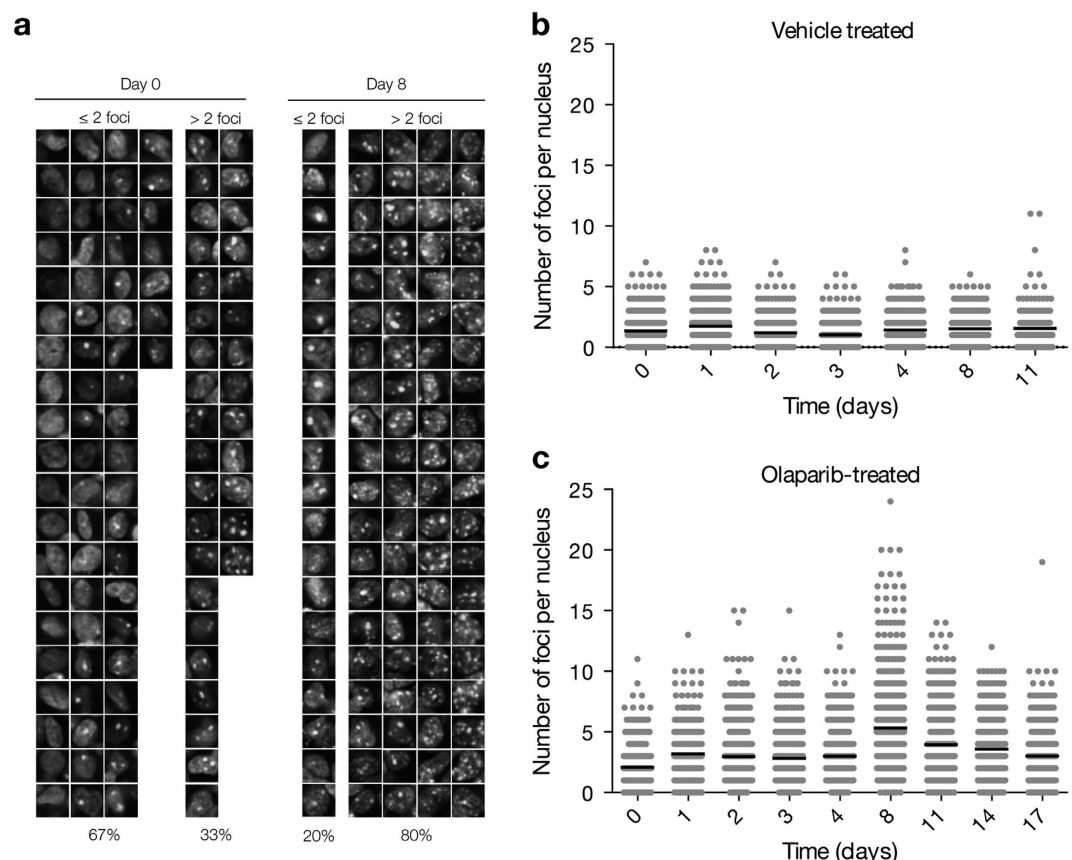 a
Day 0
Day 8
≤ 2 foci
> 2 foci
≤ 2 foci
> 2 foci
67%
33%
20%
80%
b
Vehicle treated
Number of foci per nucleus
25
20
15
10
5
0
0 1 2 3 4 8 11
Time (days)
c
Olaparib-treated
Number of foci per nucleus
25
20
15
10
5
0
0 1 2 3 4 8 11 14 17
Time (days)